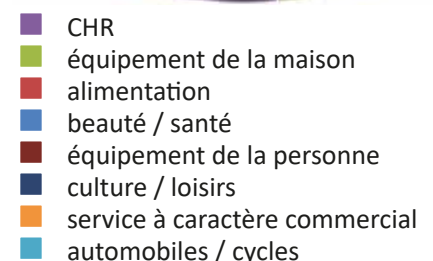 CHR
équipement de la maison
alimentation
beauté / santé
équipement de la personne
culture / loisirs
service à caractère commercial
automobiles / cycles